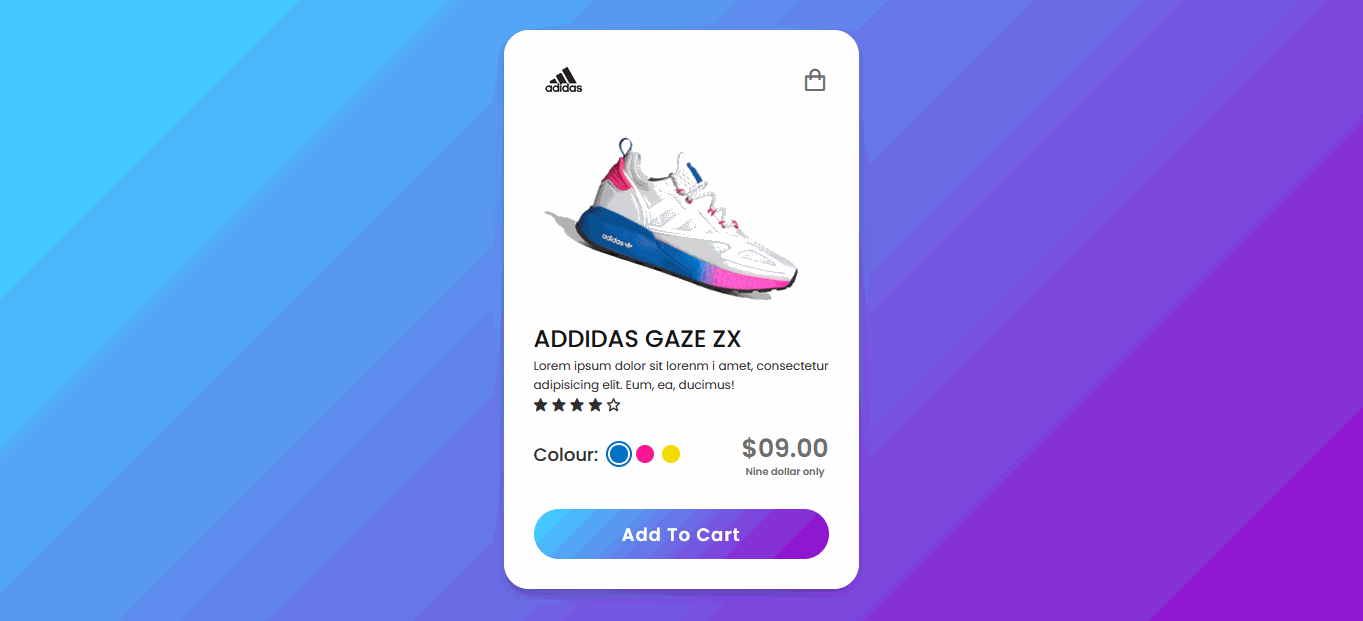 adidas
adidas
ADDIDAS GAZE ZX
Lorem ipsum dolor sit lorenm i amet, consectetur
adipisicing elit. Eum, ea, ducimus!
Colour:
$09.00
Nine dollar only
Add To Cart